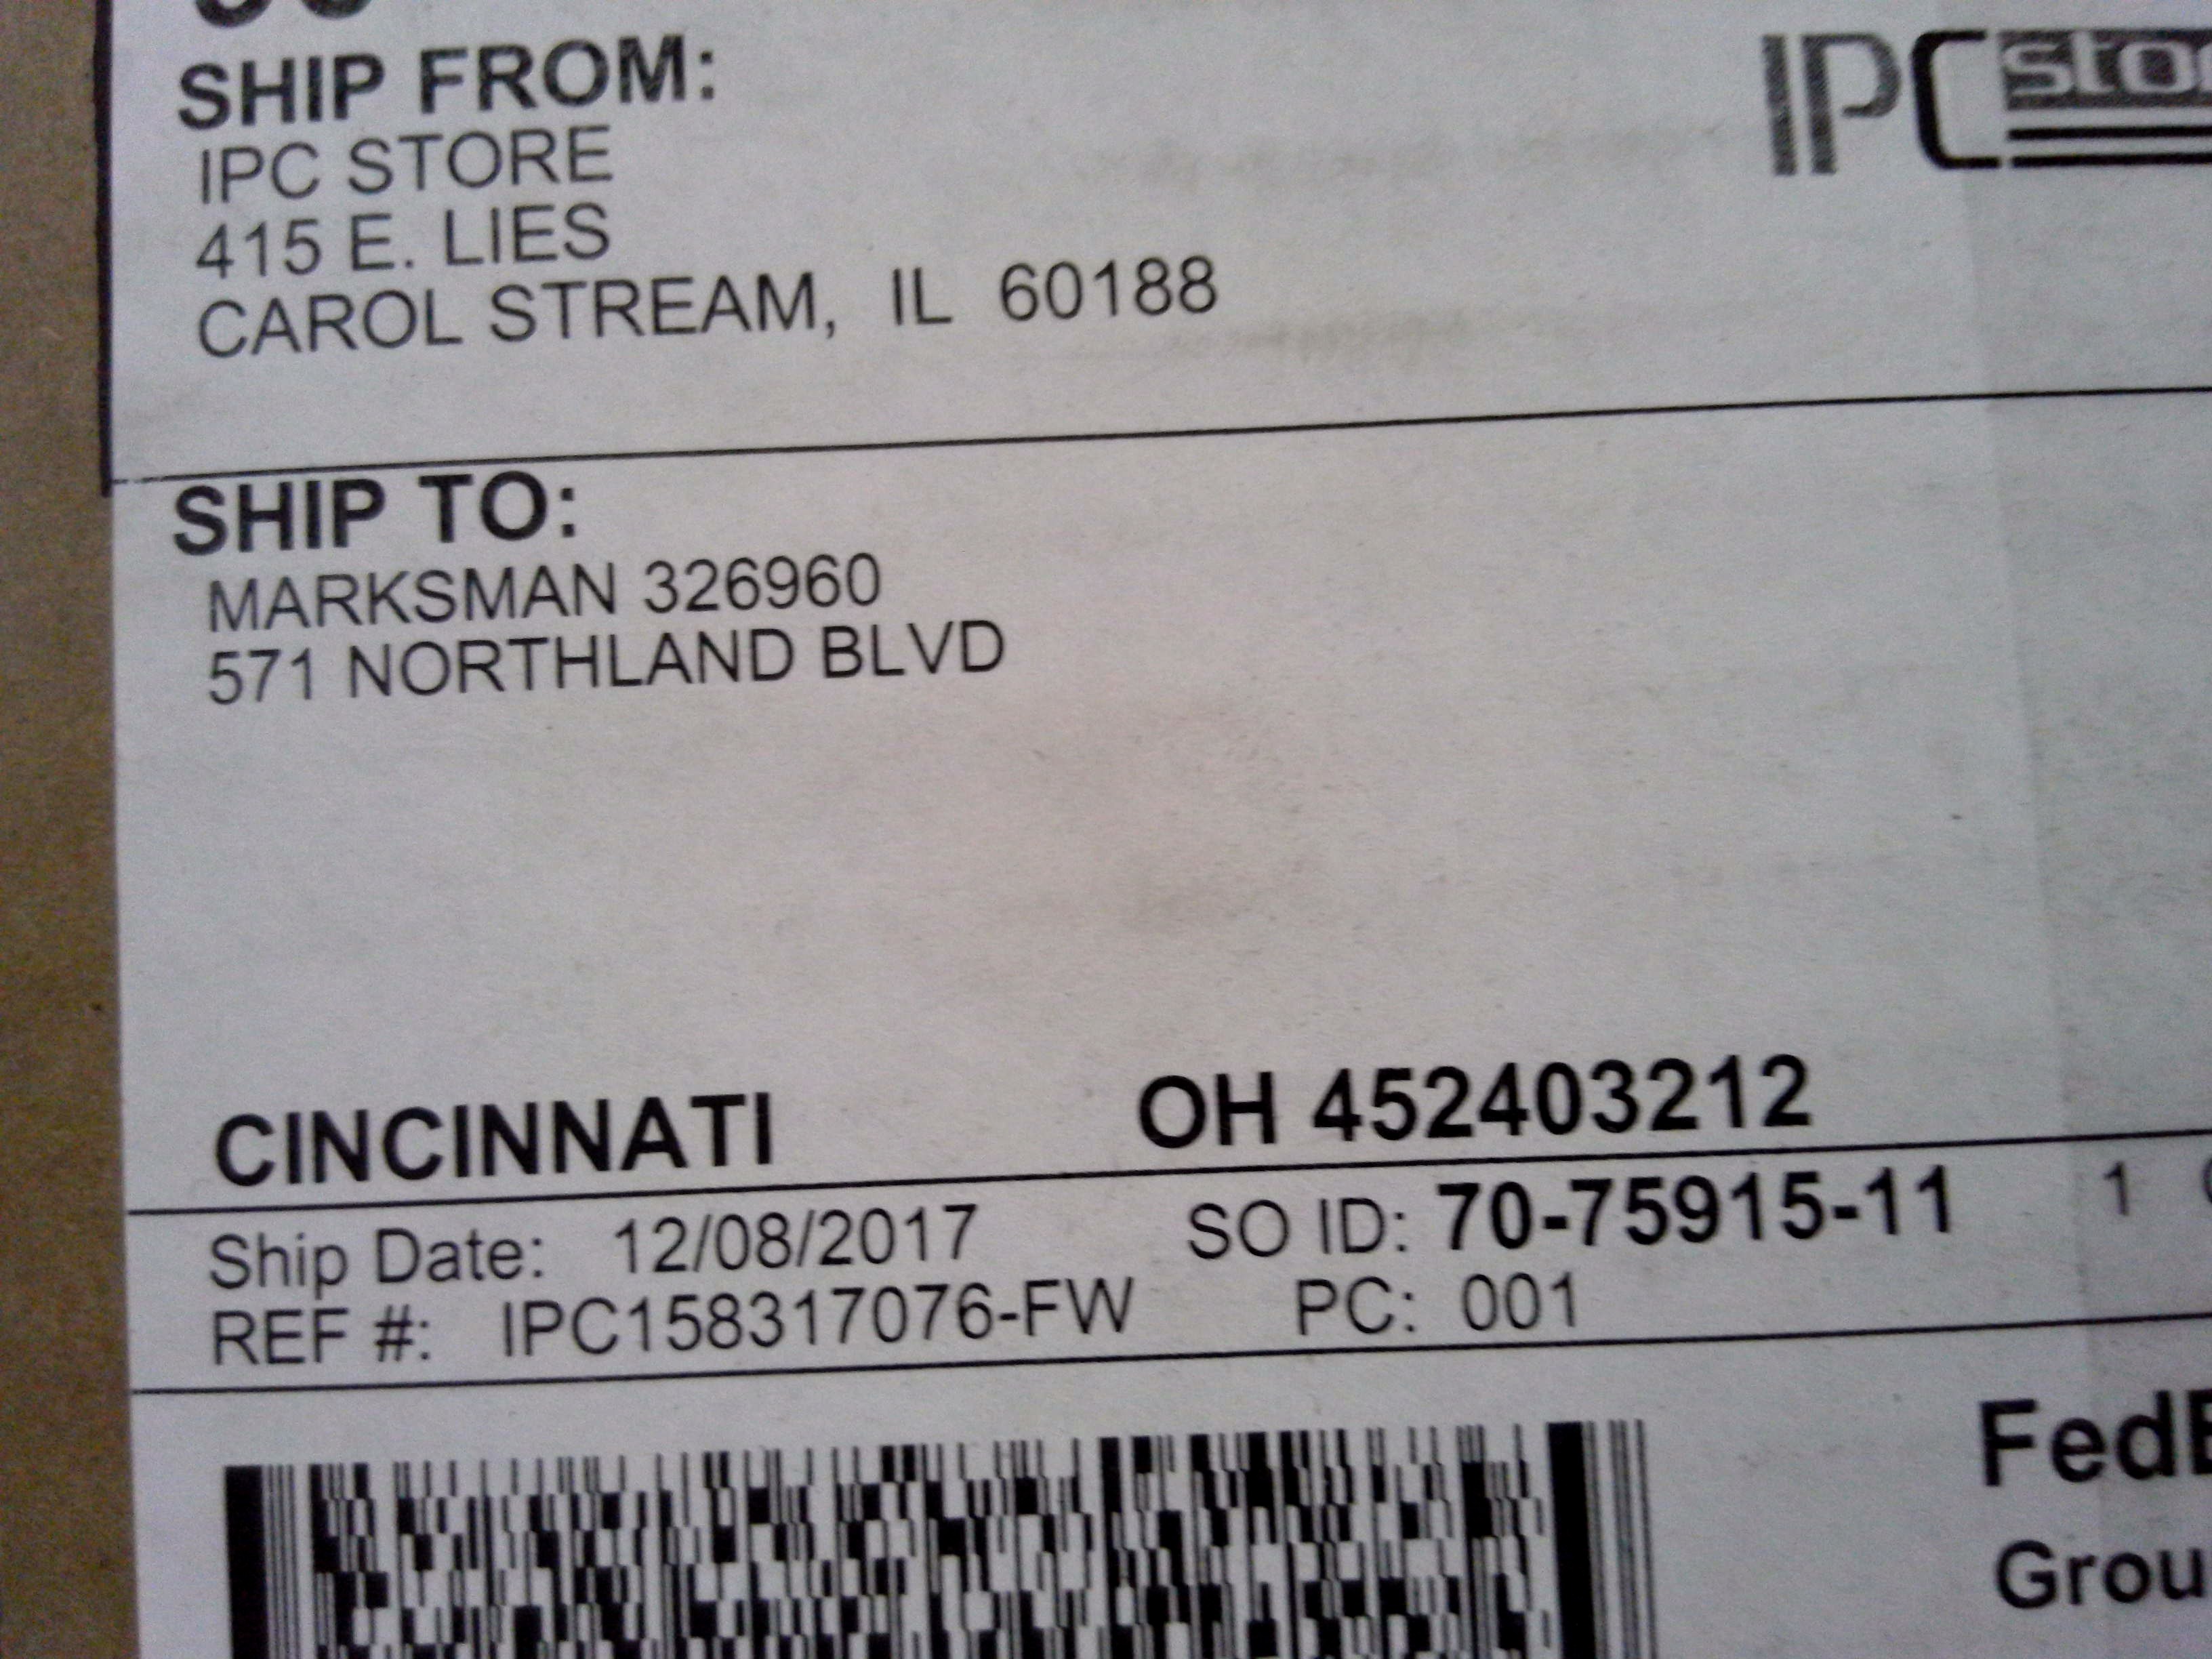 SHIP FROM:
IPC STORE
415 E. LIES
CAROL STREAM, IL 60188
IPC
SHIP TO:
MARKSMAN 326960
571 NORTHLAND BLVD
CINCINNATI OH 452403212
Ship Date: 12/08/2017 SO ID: 70-75915-11 1
REF #: IPC158317076-FW PC: 001